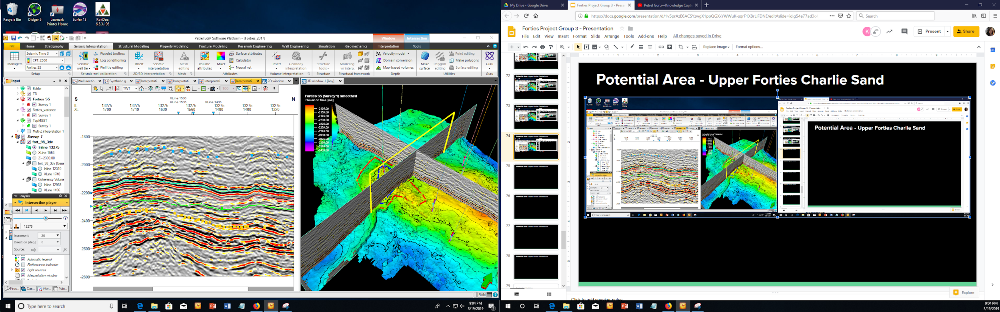 Recycle Bin
Didger 5
Lexmark Printer Home
Surfer 13
RokDoc 6.5.3.196
Petrel E&P Software Platform - [Forties_2017]
Window
Intersection
File
Home
Stratigraphy
Seismic Interpretation
Structural Modeling
Property Modeling
Fracture Modeling
Reservoir Engineering
Well Engineering
Simulation
Geomechanics
Interpretation
Tools
Managers
Seismic Time 3
CPT_2500
Forties SS
Setup
Seismic well tie
Wavelet toolbox
Log conditioning
Well tie editing
Seismic-well calibration
Insert
Seismic interpretation
2D/3D interpretation
Mesh editing
Mesh
Volume attributes
Mixer
Surface attributes
Calculator
Neural net
Attributes
Insert
Geobody interpretation
Volume interpretation
Structure tools
Structure
Modeling w/ interp.
Structural framework
Velocity model
Domain conversion
Map-based volumes
Depth
Make surface
Polygon editing
Point editing
Make polygons
Surface editing
Utilities
Guru
Guru
Input
Balder
TD
Forties SS
Survey 1
Forties_variance
Survey 1
TopMSST
Survey 1
Multi-Z interpretation 1
Survey 1
fort_98_3dv
Inline 13275
XLine 1553
Z=-2300.00
fort_98_3dv [Gene
Inline 12310
XLine 1740
Coherency Volume
Inline 12965
XLine 1496
Players
Intersection player
13275
Increment:
20
Direction [deg]:
0
Source:
Automatic legend
Performance indicator
Light sources
Interpretation window
Proc...
Cas...
Wor...
Win...
Well sectio
Synthetic g
Interpretati
Interpretati
Interpretati
Interpretati
2D window
3D window 1 [Any]
TWT
100
S
XLine 1596
XLine 1596
XLine 1496
N
IL
13275
13275
13275
13275
13275
13275
13275
XL
1799
1719
1639
1560
1480
1400
1320
-1800
-2000
-2200
-2400
-2600
-2800
Forties SS (Survey 1) smoothed
Elevation time [ms]
-2125.00
-2150.00
-2175.00
-2200.00
-2225.00
-2250.00
-2275.00
-2300.00
-2325.00
-2350.00
-2375.00
-2400.00
RAM
Type here to search
9:04 PM
3/19/2019
3
My Drive - Google Drive
Forties Project Group 3 - Prese
Petrel Guru—Knowledge Capt
https://docs.google.com/presentation/d/1v5prAzE6ACSYzwgX1ppQGXxYWWuK-sqrF1X8rLlFDNE/edit#slide=id.g54e77ad3c4
Search
Forties Project Group 3 - Presentation
File
Edit
View
Insert
Format
Slide
Arrange
Tools
Add-ons
Help
All changes saved in Drive
K
Present
Share
Replace image
Format options...
72
73
74
75
76
77
78
79
Potential Area - Upper Forties Charlie Sand
Potential Area - Upper Forties Charlie Sand
Click to add speaker notes
Explore
9:04 PM
3/19/2019